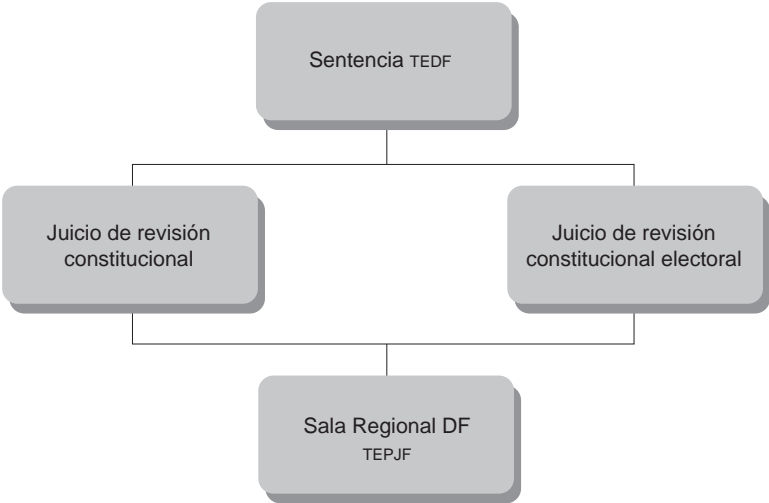 Sentencia TEDF
Juicio de revisión
constitucional
Juicio de revisión
constitucional electoral
Sala Regional DF
TEPJF